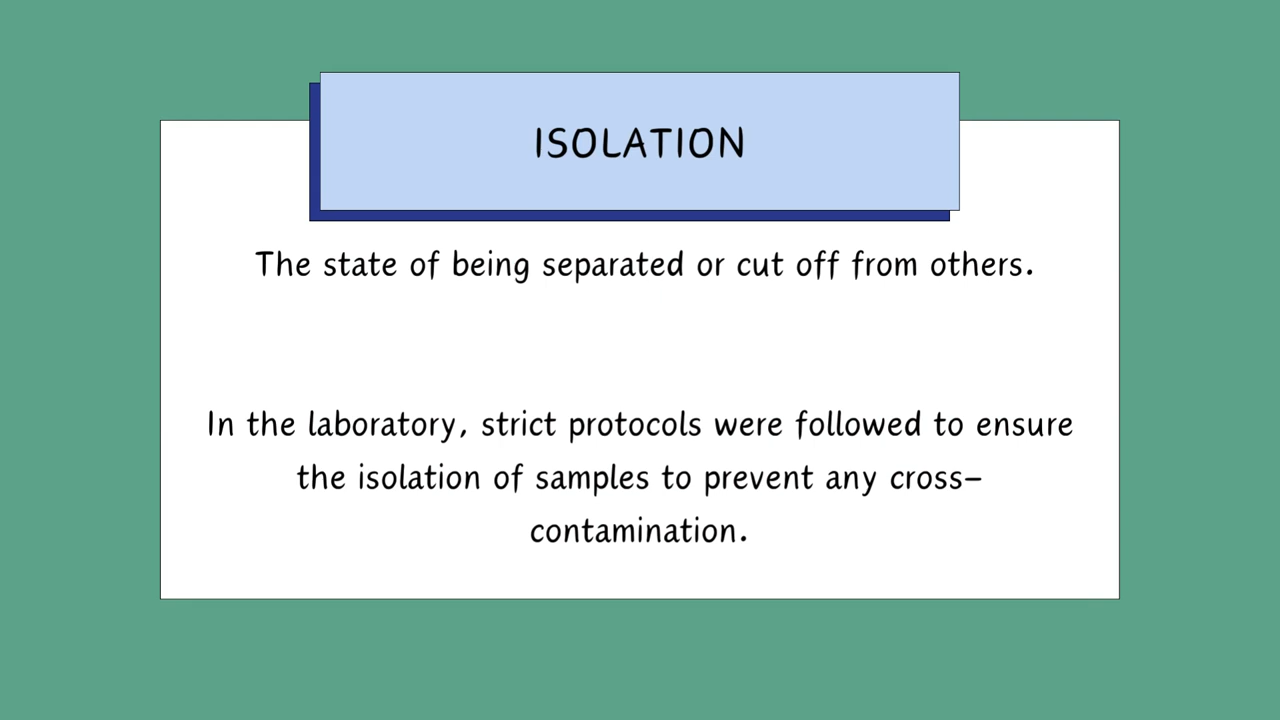 ISOLATION
The state of being separated or cut off from others.
In the laboratory, strict protocols were followed to ensure
the isolation of samples to prevent any cross-
contamination.